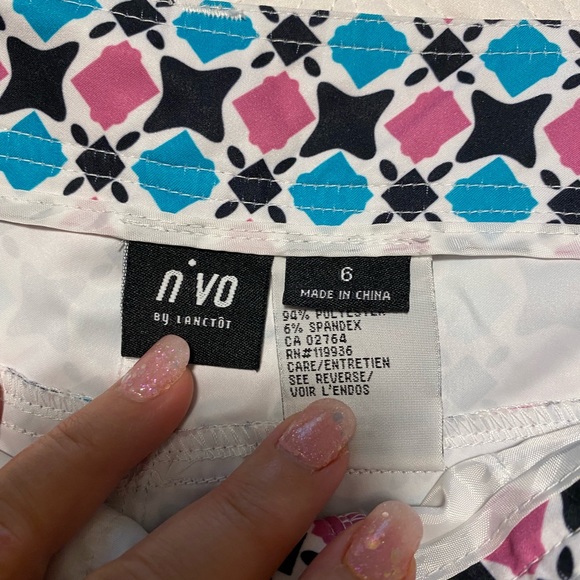 n·vo
BY LANCTÔT
6
MADE IN CHINA
94% POLYESTER
6% SPANDEX
CA 02764
RN#119936
CARE/ENTRETIEN
SEE REVERSE/
VOIR L'ENDOS